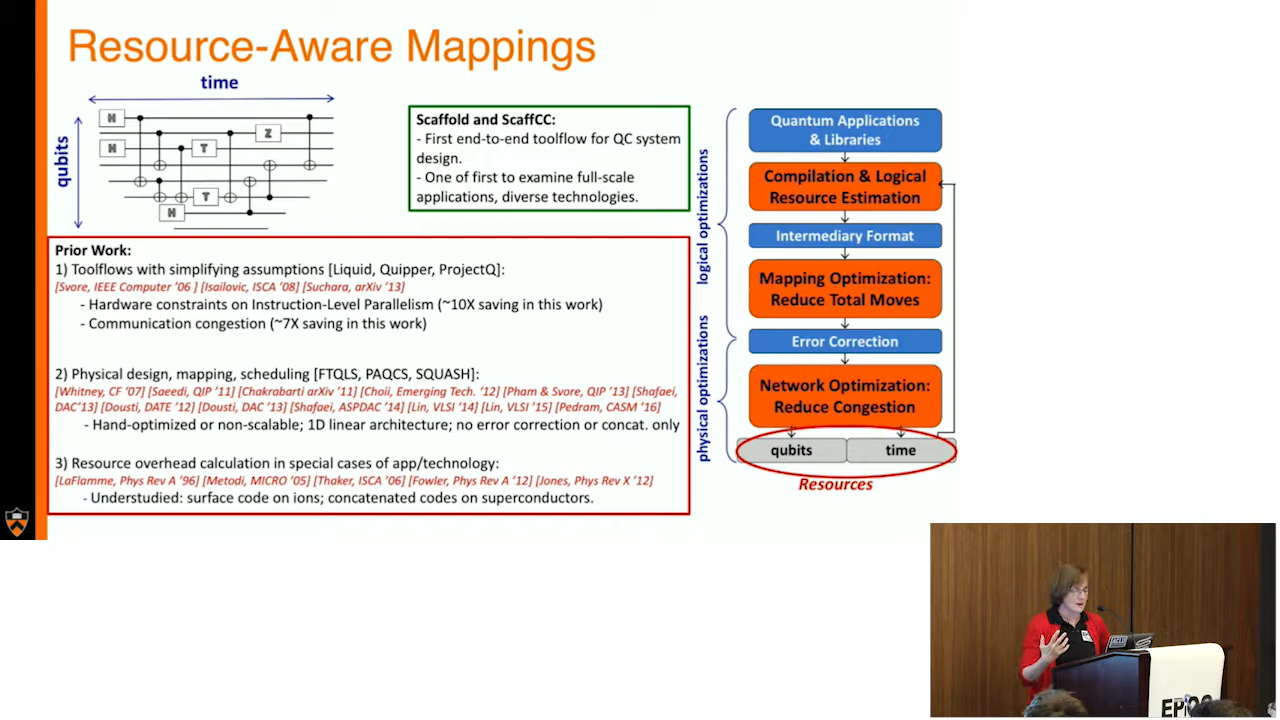 Resource-Aware Mappings
time
qubits
H
H
T
Z
T
H
Scaffold and ScaffCC:
- First end-to-end toolflow for QC system
design.
- One of first to examine full-scale
applications, diverse technologies.
Prior Work:
1) Toolflows with simplifying assumptions [Liquid, Quipper, ProjectQ]:
[Svore, IEEE Computer '06 ] [Isailovic, ISCA '08] [Suchara, arXiv '13]
- Hardware constraints on Instruction-Level Parallelism (~10X saving in this work)
- Communication congestion (~7X saving in this work)
2) Physical design, mapping, scheduling [FTQLS, PAQCS, SQUASH]:
[Whitney, CF '07] [Saeedi, QIP '11] [Chakrabarti arXiv '11] [Choii, Emerging Tech. '12] [Pham & Svore, QIP '13] [Shafaei,
DAC'13] [Dousti, DATE '12] [Dousti, DAC '13] [Shafaei, ASPDAC '14] [Lin, VLSI '14] [Lin, VLSI '15] [Pedram, CASM '16]
- Hand-optimized or non-scalable; 1D linear architecture; no error correction or concat. only
3) Resource overhead calculation in special cases of app/technology:
[LaFlamme, Phys Rev A '96] [Metodi, MICRO '05] [Thaker, ISCA '06] [Fowler, Phys Rev A '12] [Jones, Phys Rev X '12]
- Understudied: surface code on ions; concatenated codes on superconductors.
logical optimizations
physical optimizations
Quantum Applications
& Libraries
Compilation & Logical
Resource Estimation
Intermediary Format
Mapping Optimization:
Reduce Total Moves
Error Correction
Network Optimization:
Reduce Congestion
qubits
time
Resources